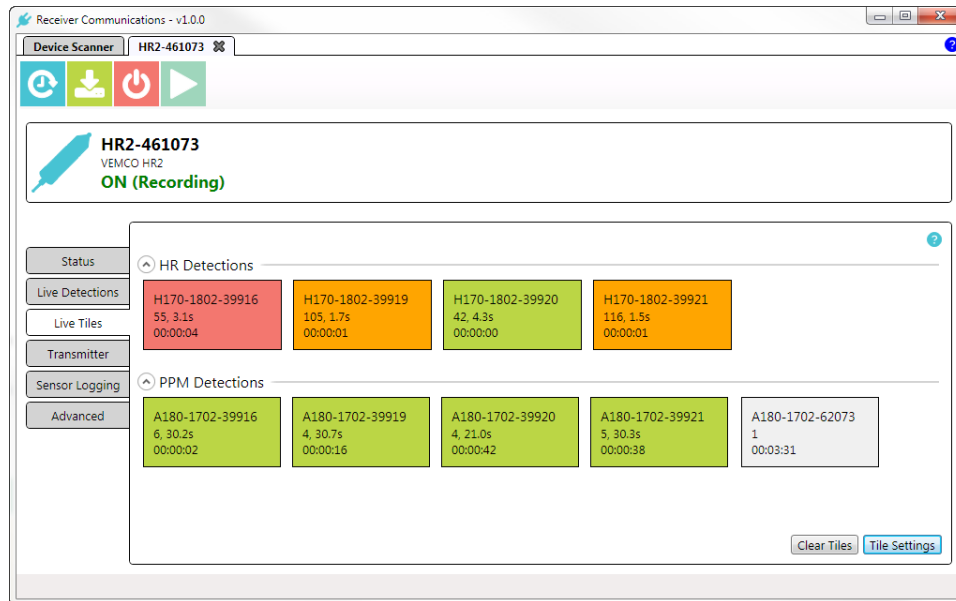 Receiver Communications - v1.0.0
Device Scanner
HR2-461073
?
HR2-461073
VEMCO HR2
ON (Recording)
?
Status
Live Detections
Live Tiles
Transmitter
Sensor Logging
Advanced
HR Detections
H170-1802-39916
55, 3.1s
00:00:04
H170-1802-39919
105, 1.7s
00:00:01
H170-1802-39920
42, 4.3s
00:00:00
H170-1802-39921
116, 1.5s
00:00:01
PPM Detections
A180-1702-39916
6, 30.2s
00:00:02
A180-1702-39919
4, 30.7s
00:00:16
A180-1702-39920
4, 21.0s
00:00:42
A180-1702-39921
5, 30.3s
00:00:38
A180-1702-62073
1
00:03:31
Clear Tiles
Tile Settings